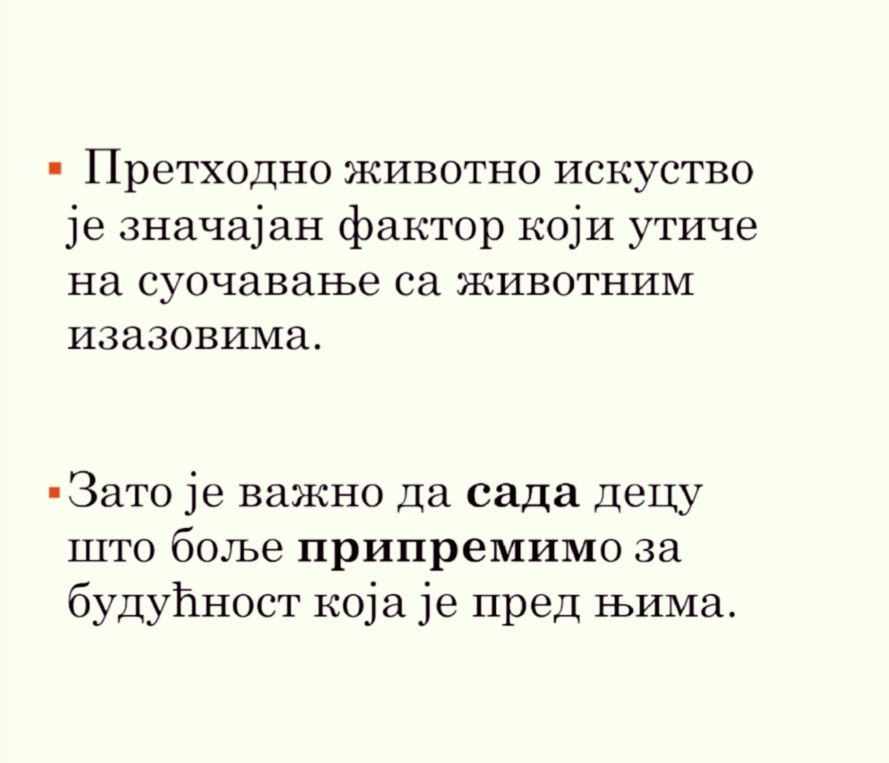 ▪ Претходно животно искуство
је значајан фактор који утиче
на суочавање са животним
изазовима.
▪Зато је важно да сада децу
што боље припремимо за
будућност која је пред њима.